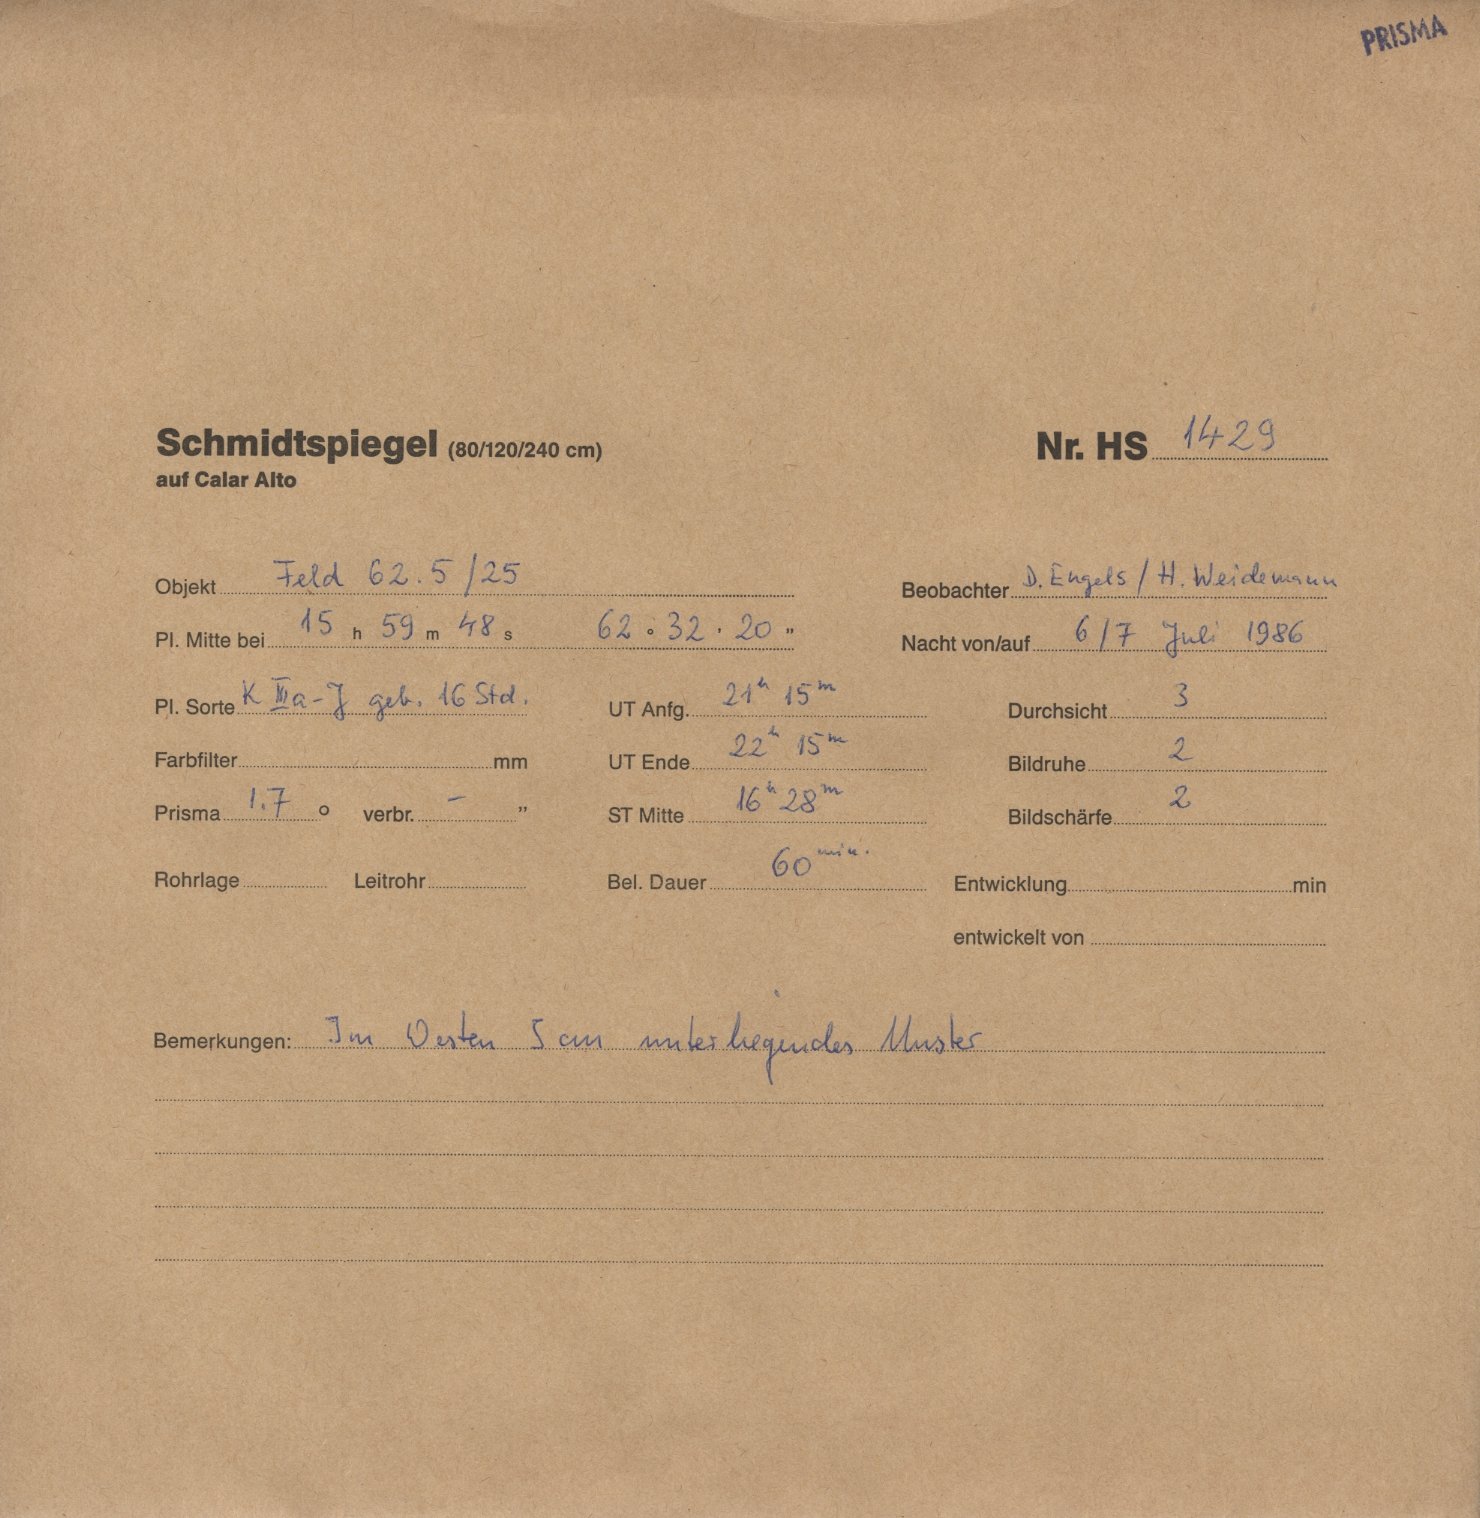 PRISMA
Schmidtspiegel (80/120/240 cm) Nr. HS 1429
auf Calar Alto
Objekt Feld 62.5/25 Beobachter D. Engels / H. Weidemann
Pl. Mitte bei 15 h 59 m 48 s 62 ° 32 ' 20 " Nacht von/auf 6/7 Juli 1986
Pl. Sorte K IIIa-J geb. 16 Std. UT Anfg. 21h 15m Durchsicht 3
Farbfilter mm UT Ende 22h 15m Bildruhe 2
Prisma 1.7 ° verbr. - " ST Mitte 16h 28m Bildschärfe 2
Rohrlage Leitrohr Bel. Dauer 60 min. Entwicklung min
entwickelt von
Bemerkungen: Im Westen 5 cm unterliegendes Muster